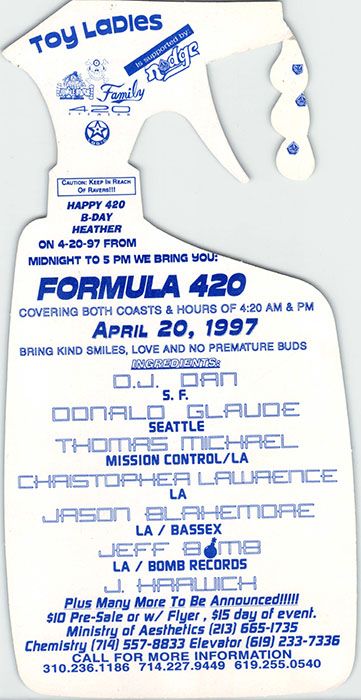 TOY LADIES
Is supported by:
nodge
Family
420
CAUTION: KEEP IN REACH
OF RAVERS!!!
HAPPY 420
B-DAY
HEATHER
ON 4-20-97 FROM
MIDNIGHT TO 5 PM WE BRING YOU:
FORMULA 420
COVERING BOTH COASTS & HOURS OF 4:20 AM & PM
APRIL 20, 1997
BRING KIND SMILES, LOVE AND NO PREMATURE BUDS
INGREDIENTS:
D.J. DAN
S. F.
DONALD GLAUDE
SEATTLE
THOMAS MICHAEL
MISSION CONTROL/LA
CHRISTOPHER LAWRENCE
LA
JASON BLAKEMORE
LA / BASSEX
JEFF BOMB
LA / BOMB RECORDS
J. HARWICH
Plus Many More To Be Announced!!!!!
$10 Pre-Sale or w/ Flyer , $15 day of event.
Ministry of Aesthetics (213) 665-1735
Chemistry (714) 557-8833 Elevator (619) 233-7336
CALL FOR MORE INFORMATION
310.236.1186 714.227.9449 619.255.0540